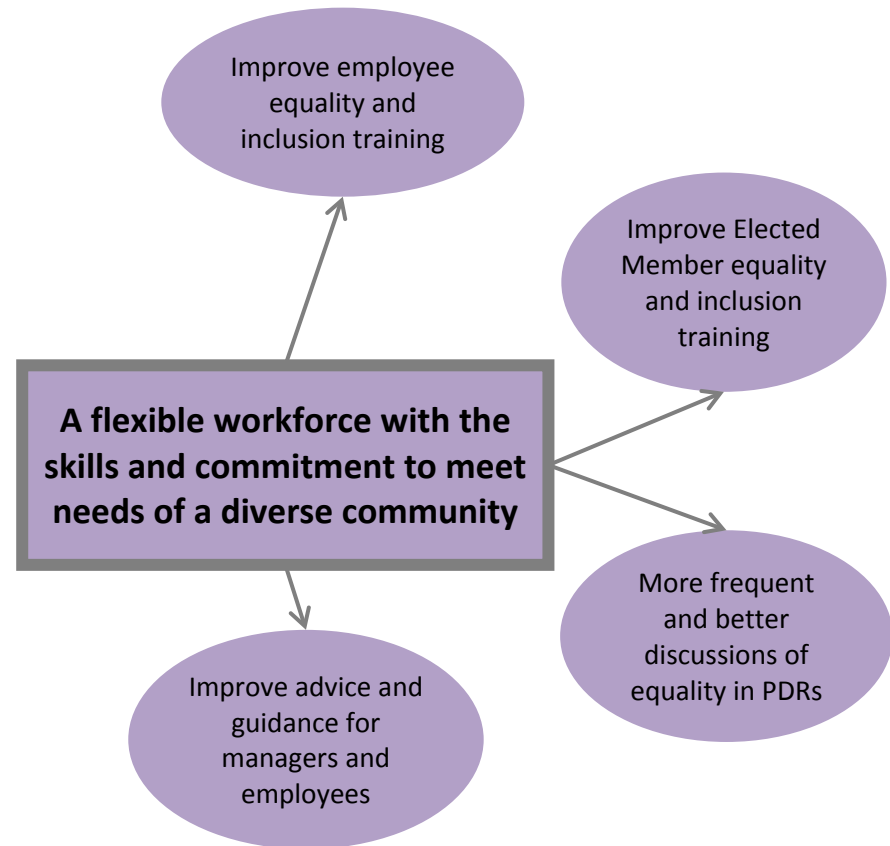 Improve employee
equality and
inclusion training
Improve Elected
Member equality
and inclusion
training
A flexible workforce with the
skills and commitment to meet
needs of a diverse community
More frequent
and better
discussions of
equality in PDRs
Improve advice and
guidance for
managers and
employees